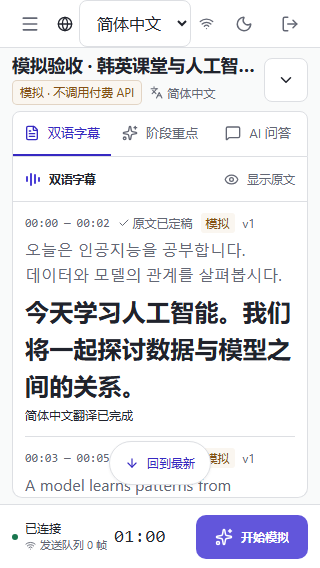 简体中文
模拟验收 · 韩英课堂与人工智...
模拟 · 不调用付费 API
简体中文
双语字幕
阶段重点
AI 问答
双语字幕
显示原文
00:00 — 00:02 原文已定稿 模拟 v1
오늘은 인공지능을 공부합니다.
데이터와 모델의 관계를 살펴봅시다.
今天学习人工智能。我们
将一起探讨数据与模型之
间的关系。
简体中文翻译已完成
00:03 — 00:05 模拟 v1
回到最新
A model learns patterns from
已连接
发送队列 0 帧
01:00
开始模拟